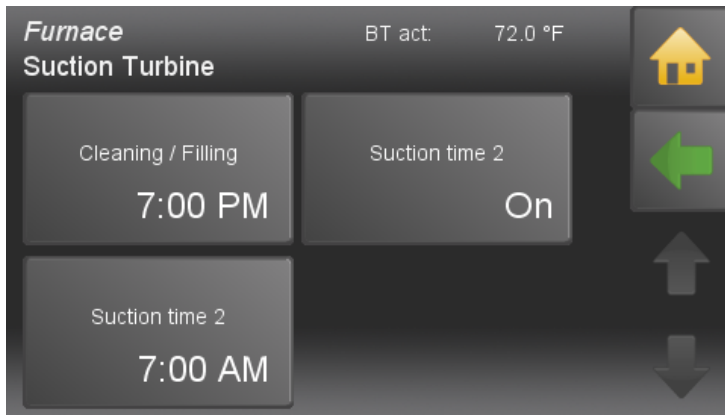 Furnace BT act: 72.0 °F
Suction Turbine
Cleaning / Filling
7:00 PM
Suction time 2
On
Suction time 2
7:00 AM